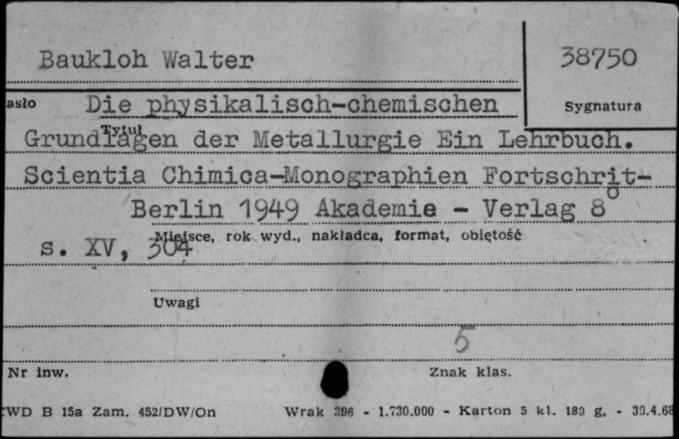 Baukloh Walter
38750
asło Die physikalisch-chemischen
Sygnatura
Tytuł
Grundlagen der Metallurgie Ein Lehrbuch.
Scientia Chimica-Monographien Fortschrit-
Berlin 1949 Akademie - Verlag 8o
Miejsce, rok wyd., nakładca, format, objętość
s. XV, 304
Uwagi
5
Nr inw.
Znak klas.
WD B 15a Zam. 452/DW/On Wrak 396 - 1.730.000 - Karton 5 kl. 180 g, - 30.4.68